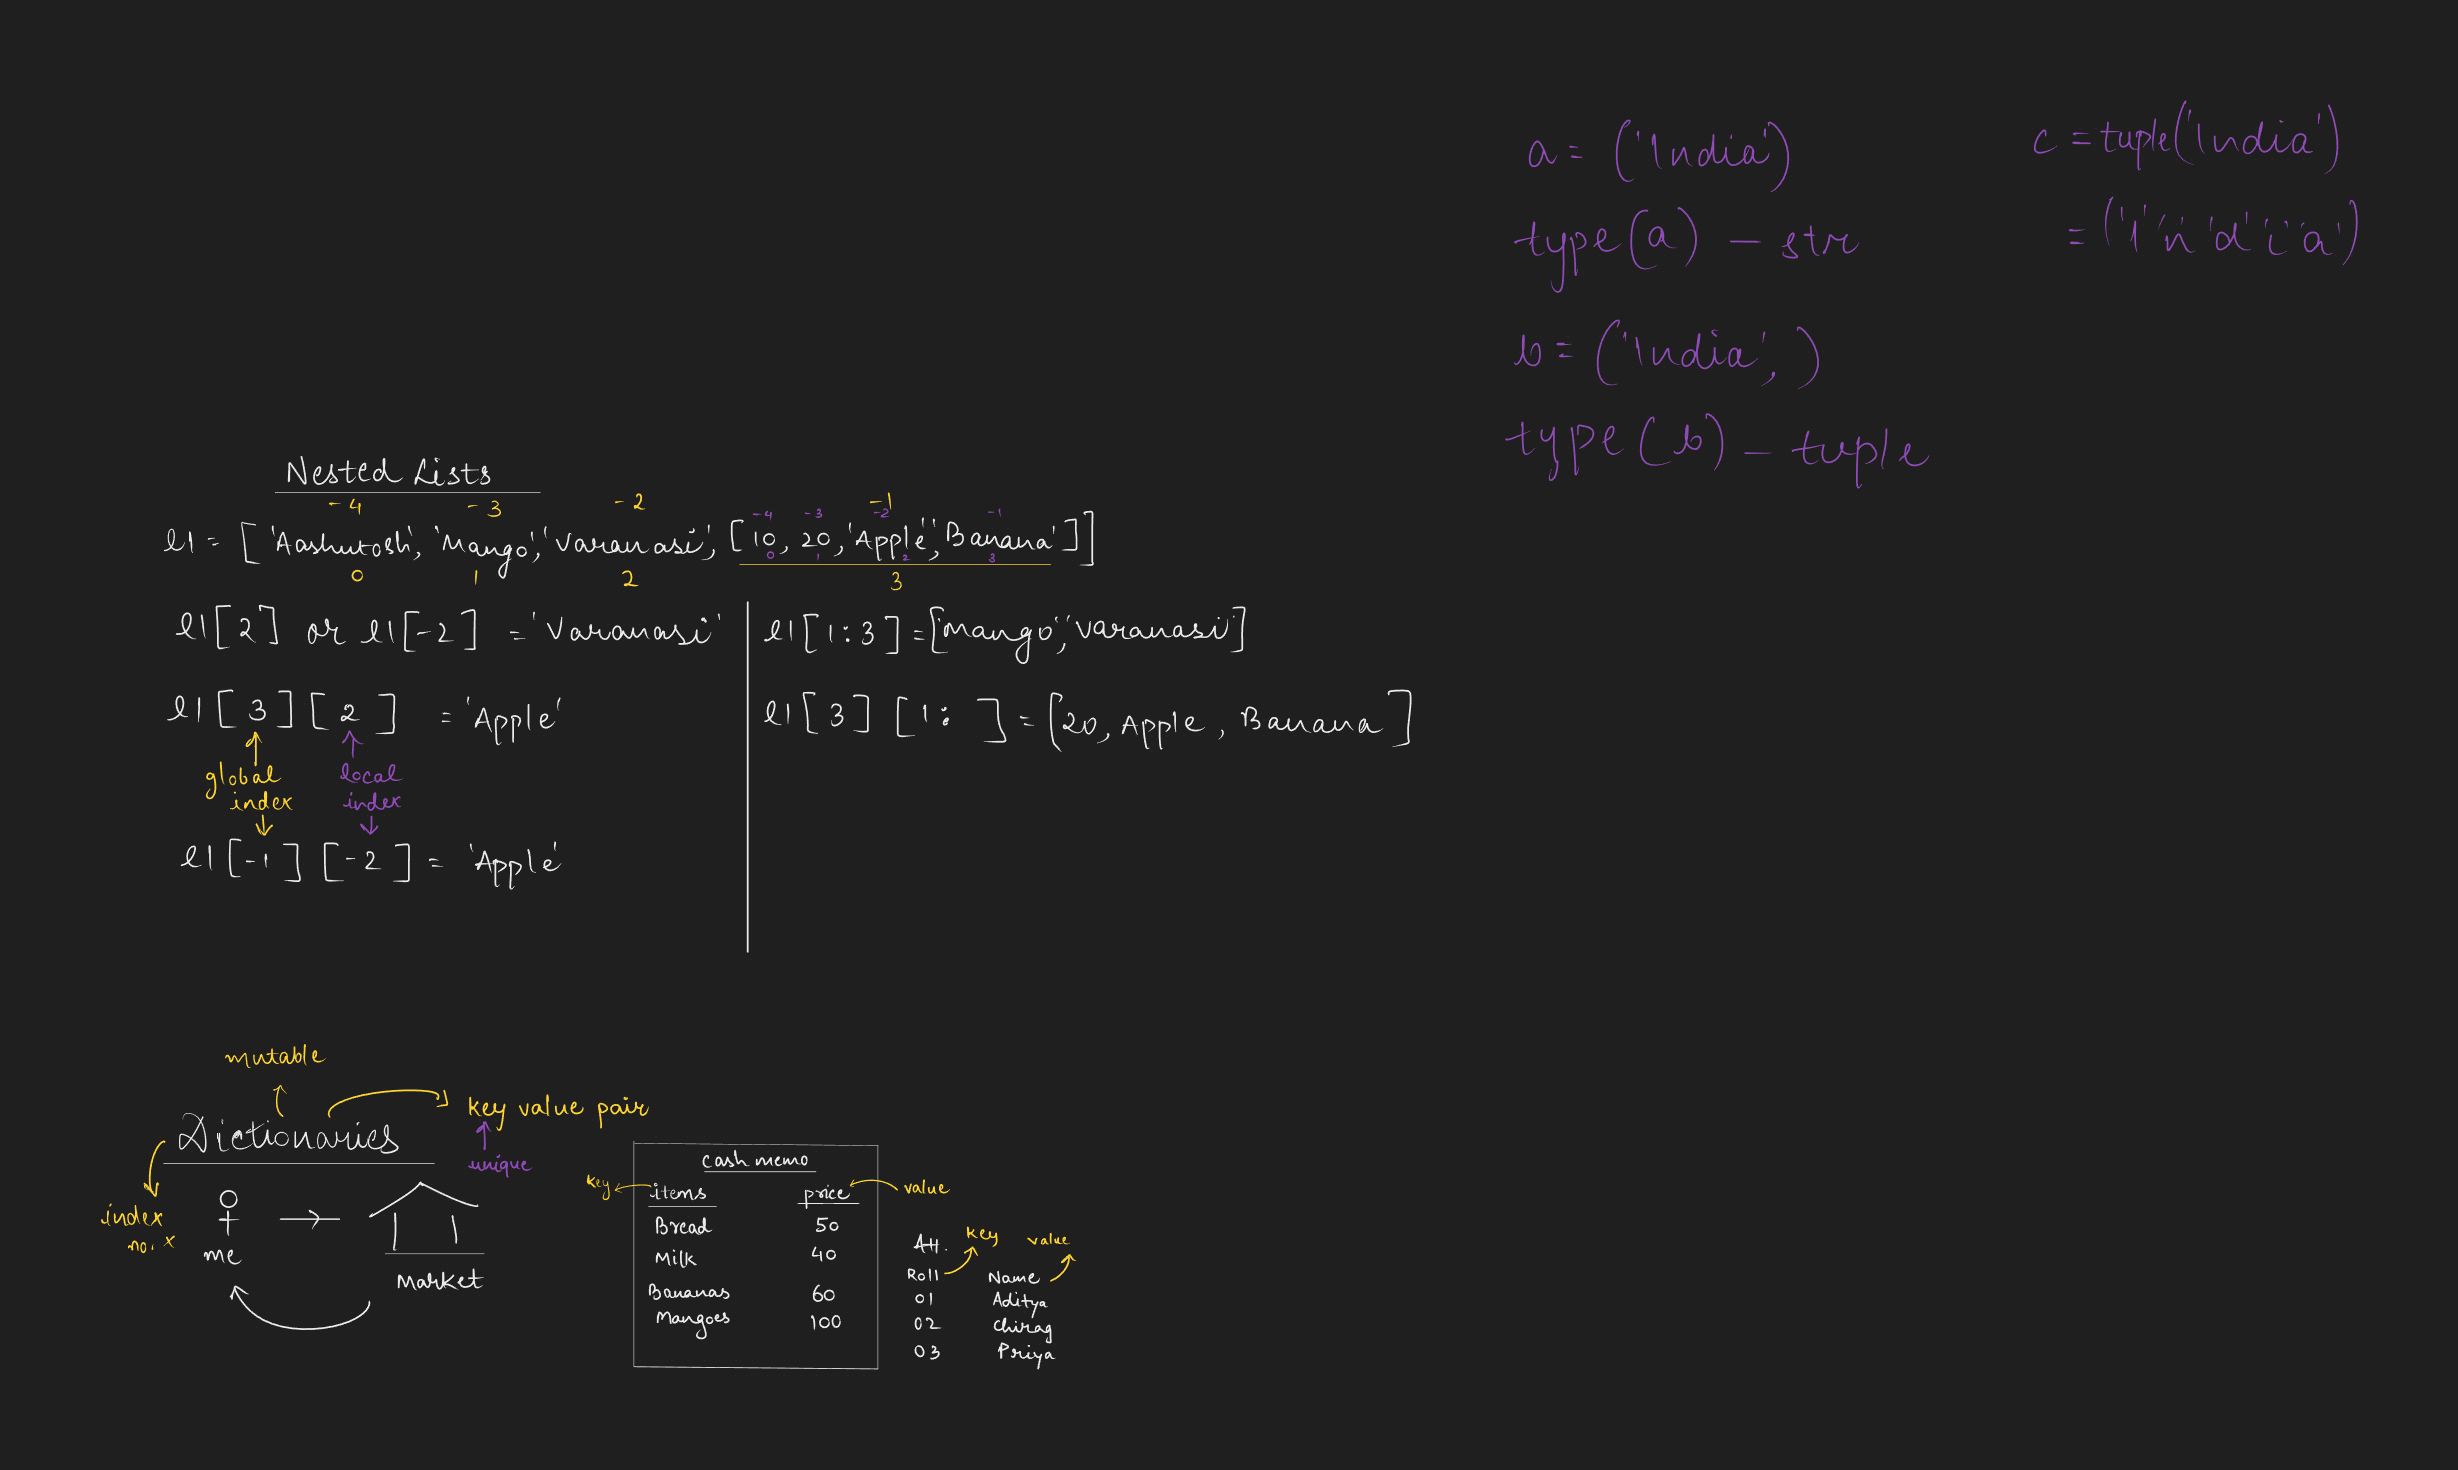 a = ('India')
type(a) - str
b = ('India', )
type(b) - tuple
c = tuple('India')
= ('I' 'n' 'd' 'i' 'a')
Nested Lists
-4 -3 -2 -1
-4 -3 -2 -1
l1 = ['Aashutosh', 'Mango', 'Varanasi', [10, 20, 'Apple', 'Banana']]
0 1 2 3
0 1 2 3
l1[2] or l1[-2] = 'Varanasi'
l1[3][2] = 'Apple'
global index
local index
l1[-1][-2] = 'Apple'
l1[1:3] = [Mango', 'Varanasi']
l1[3][1: ] = [20, Apple, Banana]
mutable
Dictionaries
key value pair
unique
index no. x
me
Market
cash memo
key items price value
Bread 50
Milk 40
Bananas 60
Mangoes 100
Att. key value
Roll Name
01 Aditya
02 Chirag
03 Priya